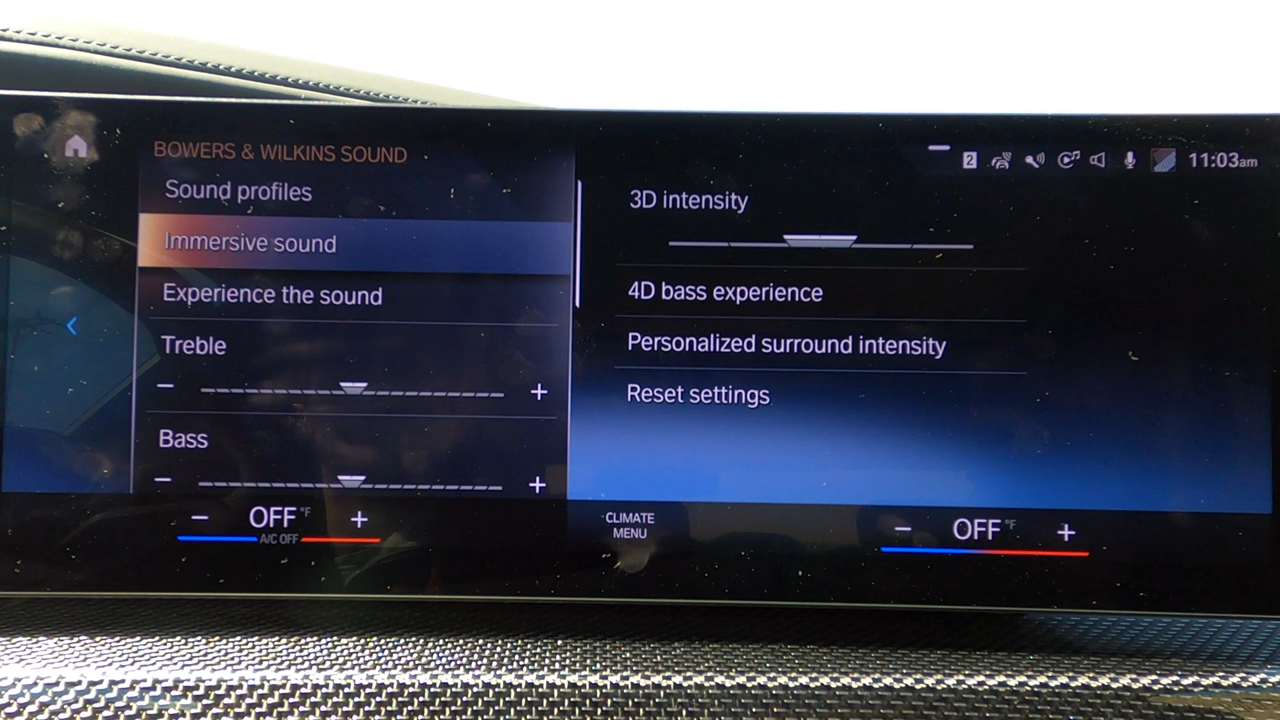 BOWERS & WILKINS SOUND
Sound profiles
Immersive sound
Experience the sound
Treble
− +
Bass
− +
2 11:03am
3D intensity
4D bass experience
Personalized surround intensity
Reset settings
− OFF °F +
A/C OFF
CLIMATE
MENU
− OFF °F +